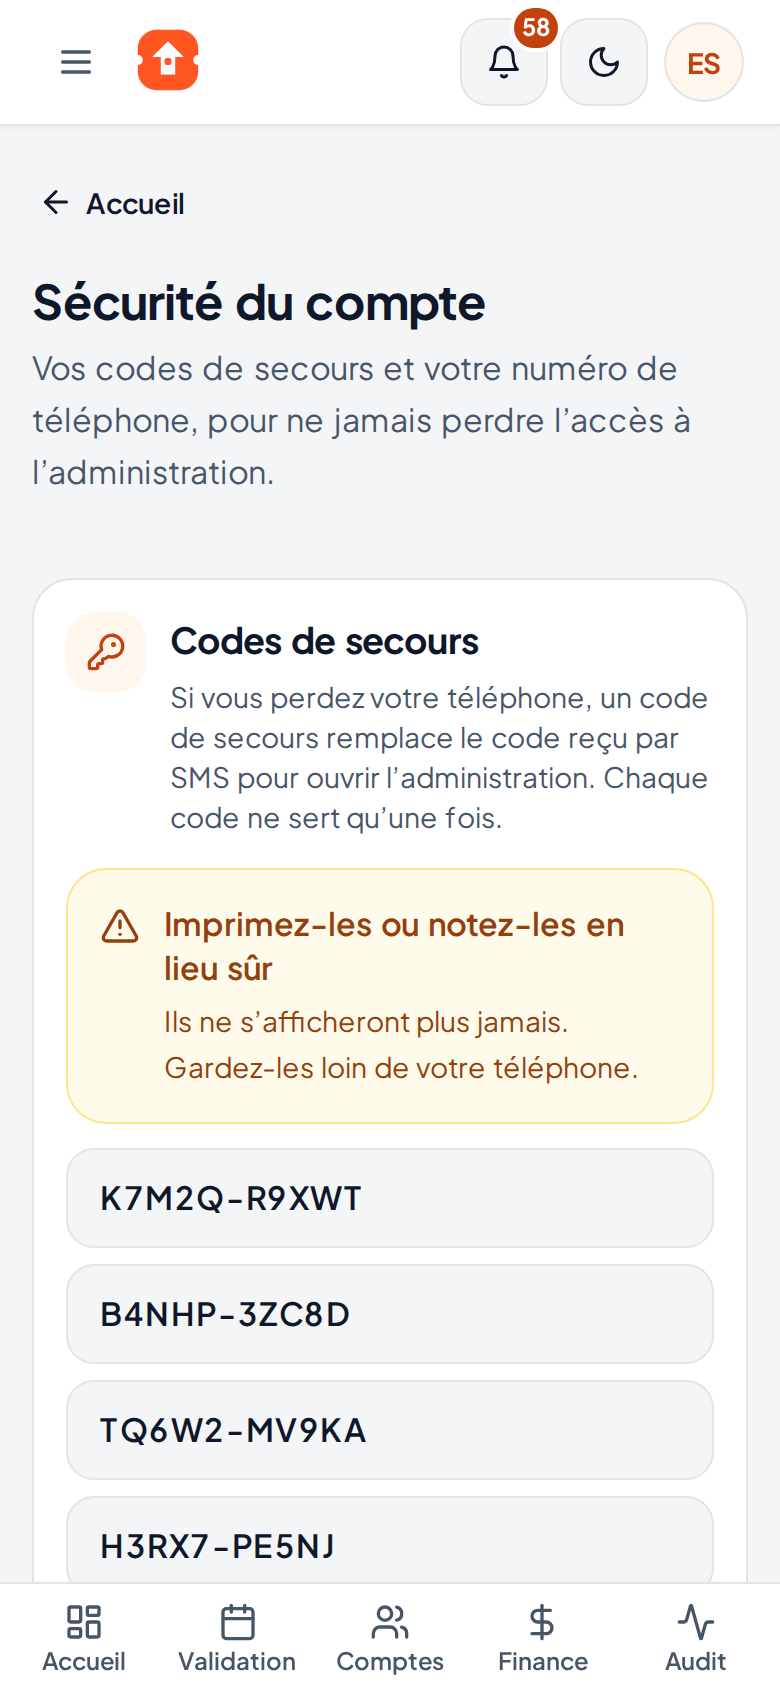 58
ES
Accueil
Sécurité du compte
Vos codes de secours et votre numéro de
téléphone, pour ne jamais perdre l’accès à
l’administration.
Codes de secours
Si vous perdez votre téléphone, un code
de secours remplace le code reçu par
SMS pour ouvrir l’administration. Chaque
code ne sert qu’une fois.
Imprimez-les ou notez-les en
lieu sûr
Ils ne s’afficheront plus jamais.
Gardez-les loin de votre téléphone.
K7M2Q-R9XWT
B4NHP-3ZC8D
TQ6W2-MV9KA
H3RX7-PE5NJ
Accueil Validation Comptes Finance Audit